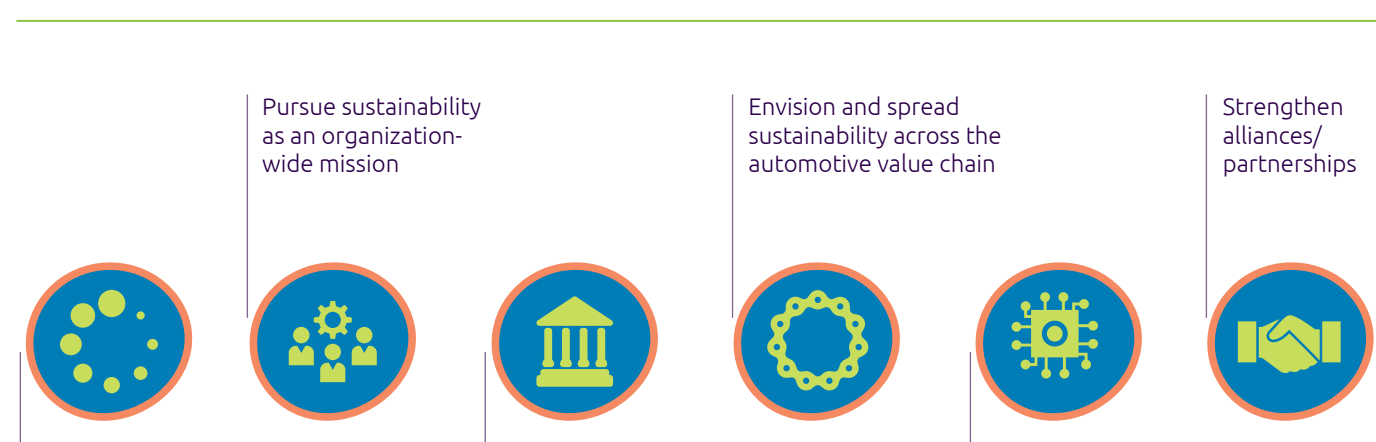 Pursue sustainability
as an organization-
wide mission
Envision and spread
sustainability across the
automotive value chain
Strengthen
alliances/
partnerships